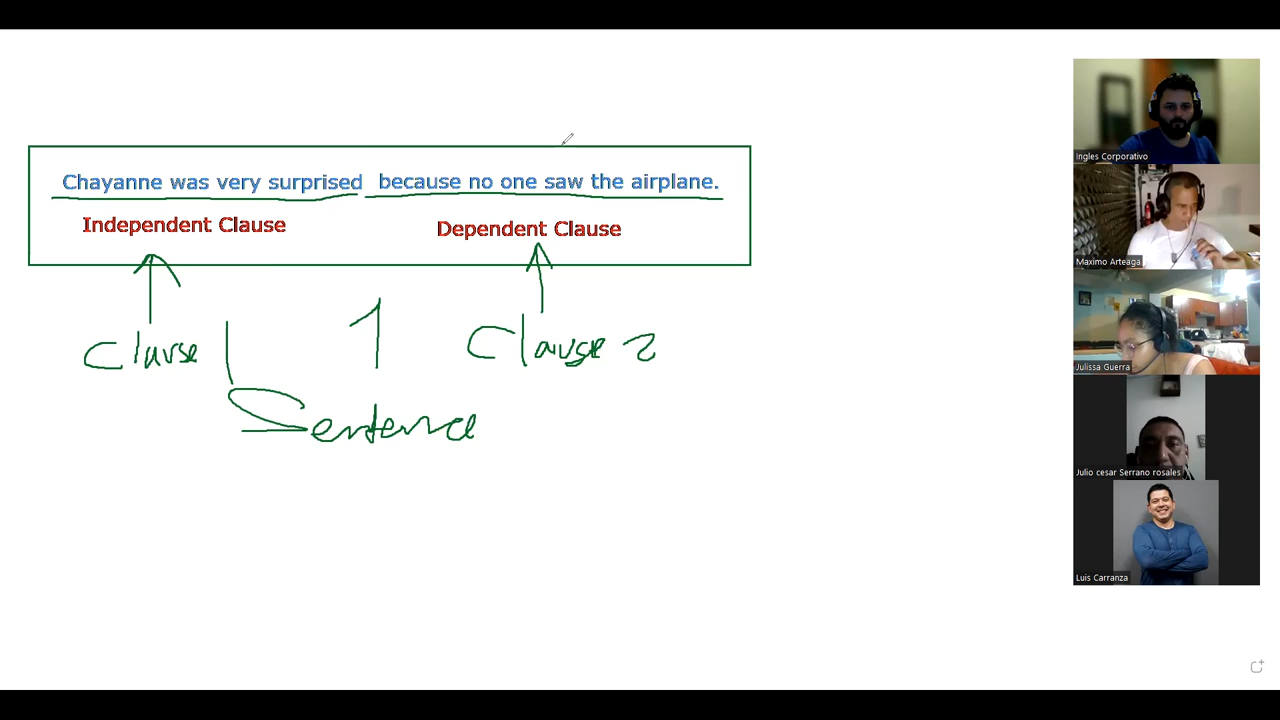 Chayanne was very surprised because no one saw the airplane.
Independent Clause Dependent Clause
Clause 1 1 Clause 2
Sentence
Ingles Corporativo
Maximo Arteaga
Julissa Guerra
Julio cesar Serrano rosales
Luis Carranza